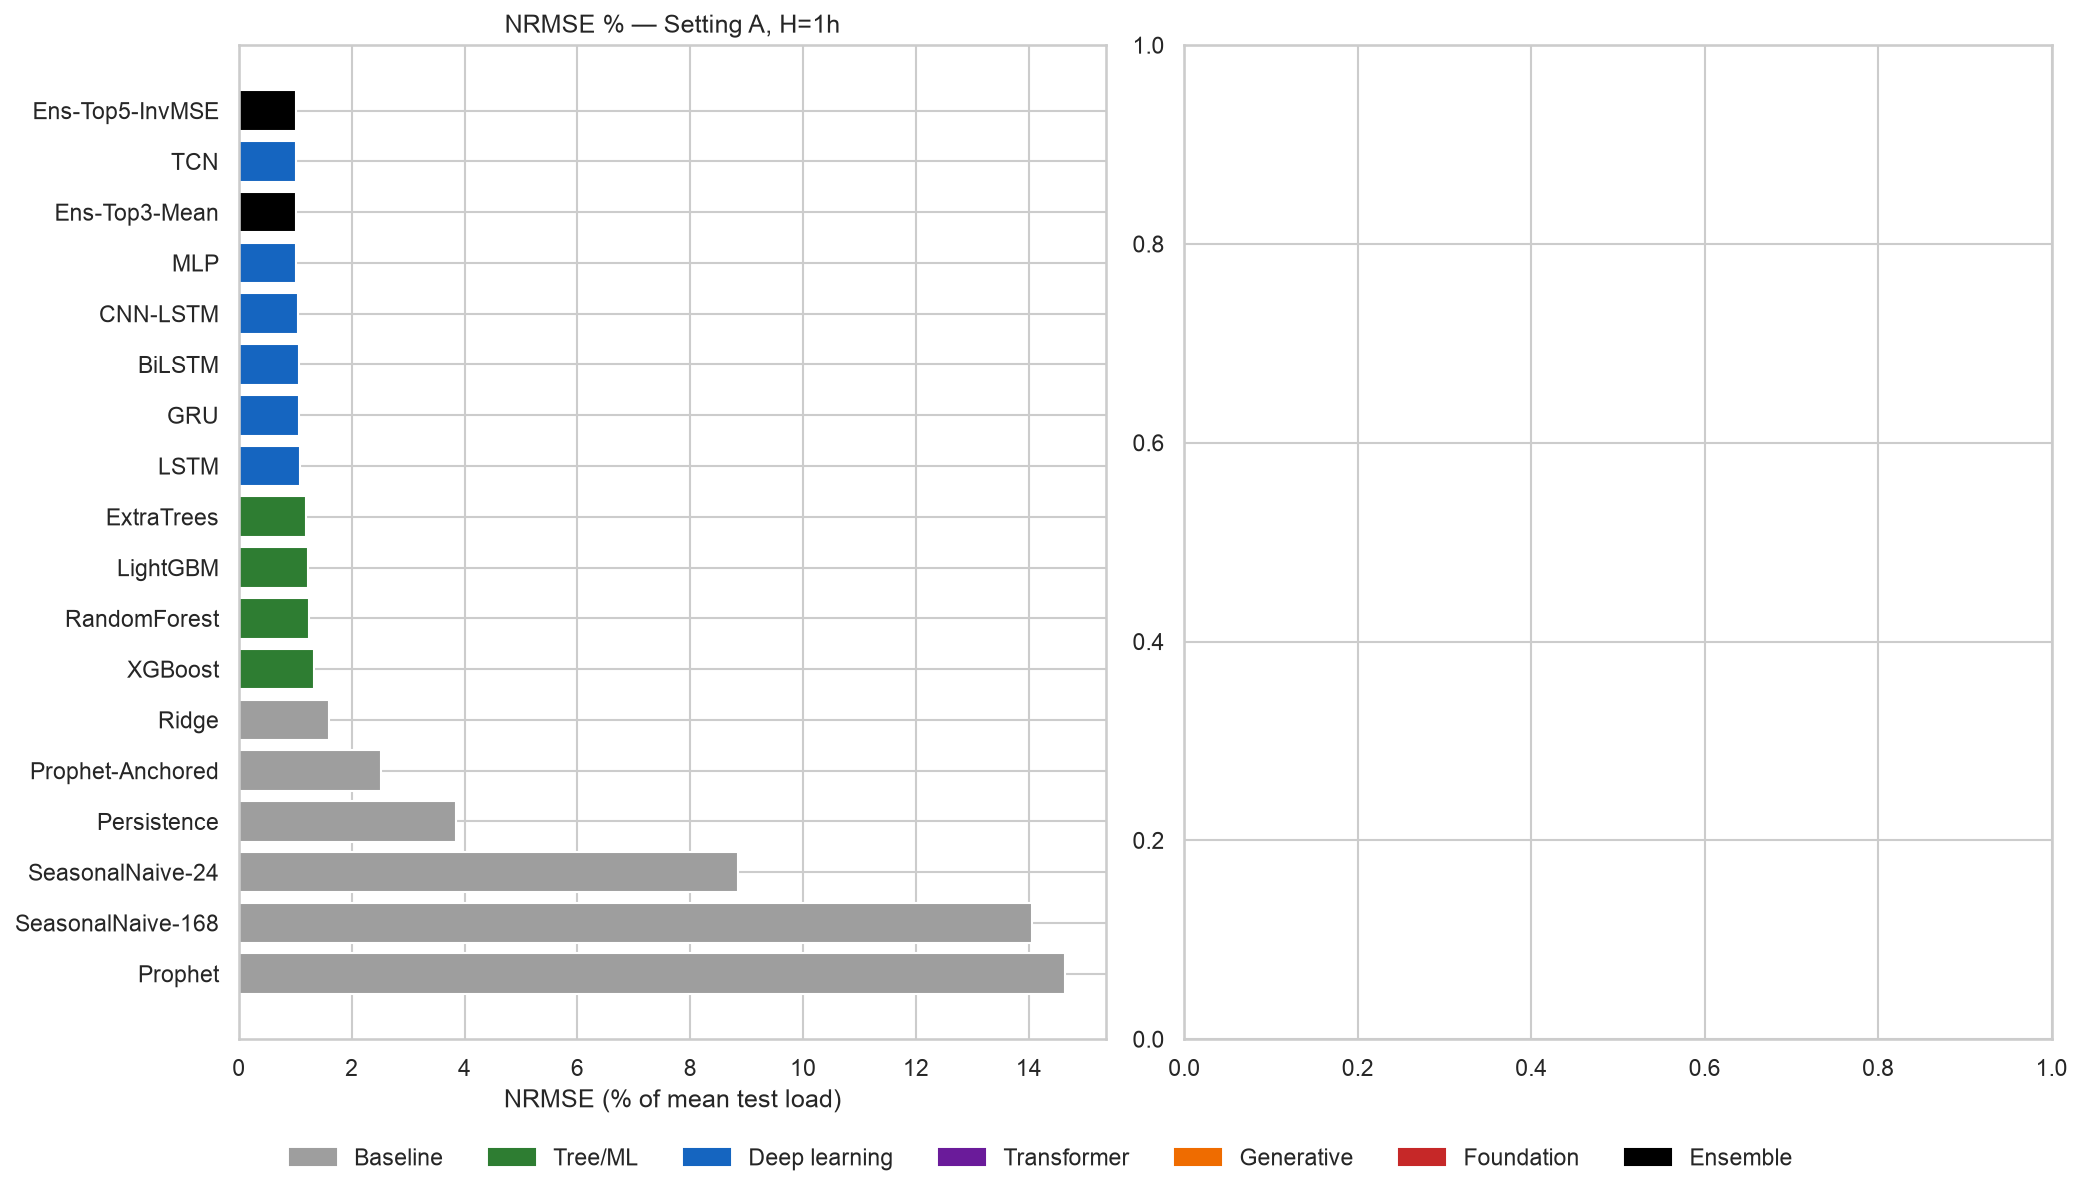 NRMSE % — Setting A, H=1h
Ens-Top5-InvMSE
TCN
Ens-Top3-Mean
MLP
CNN-LSTM
BiLSTM
GRU
LSTM
ExtraTrees
LightGBM
RandomForest
XGBoost
Ridge
Prophet-Anchored
Persistence
SeasonalNaive-24
SeasonalNaive-168
Prophet
0 2 4 6 8 10 12 14
NRMSE (% of mean test load)
1.0
0.8
0.6
0.4
0.2
0.0
0.0 0.2 0.4 0.6 0.8 1.0
Baseline Tree/ML Deep learning Transformer Generative Foundation Ensemble